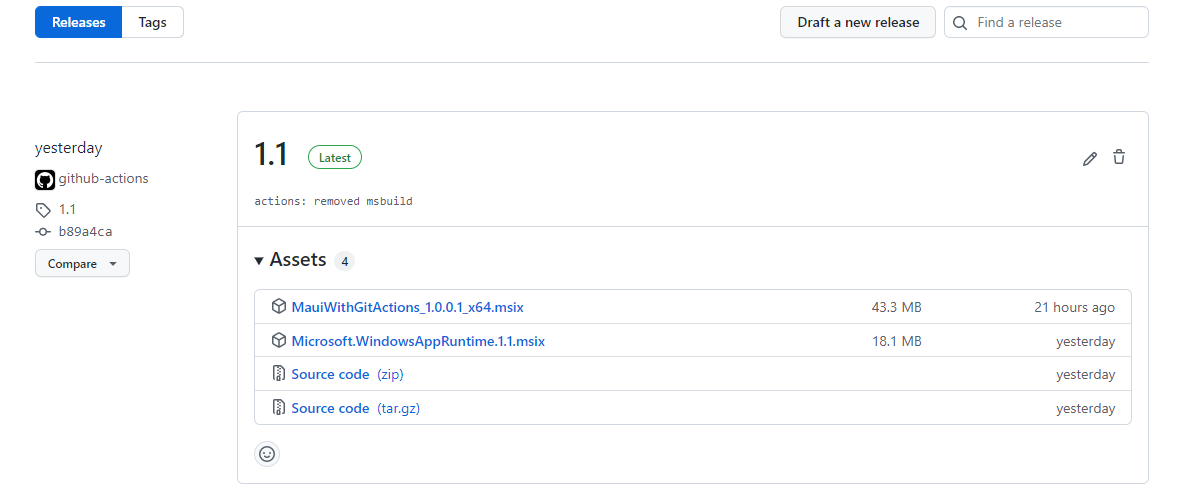 Releases Tags Draft a new release Find a release
yesterday
github-actions
1.1
b89a4ca
Compare
1.1 Latest
actions: removed msbuild
Assets 4
MauiWithGitActions_1.0.0.1_x64.msix 43.3 MB 21 hours ago
Microsoft.WindowsAppRuntime.1.1.msix 18.1 MB yesterday
Source code (zip) yesterday
Source code (tar.gz) yesterday